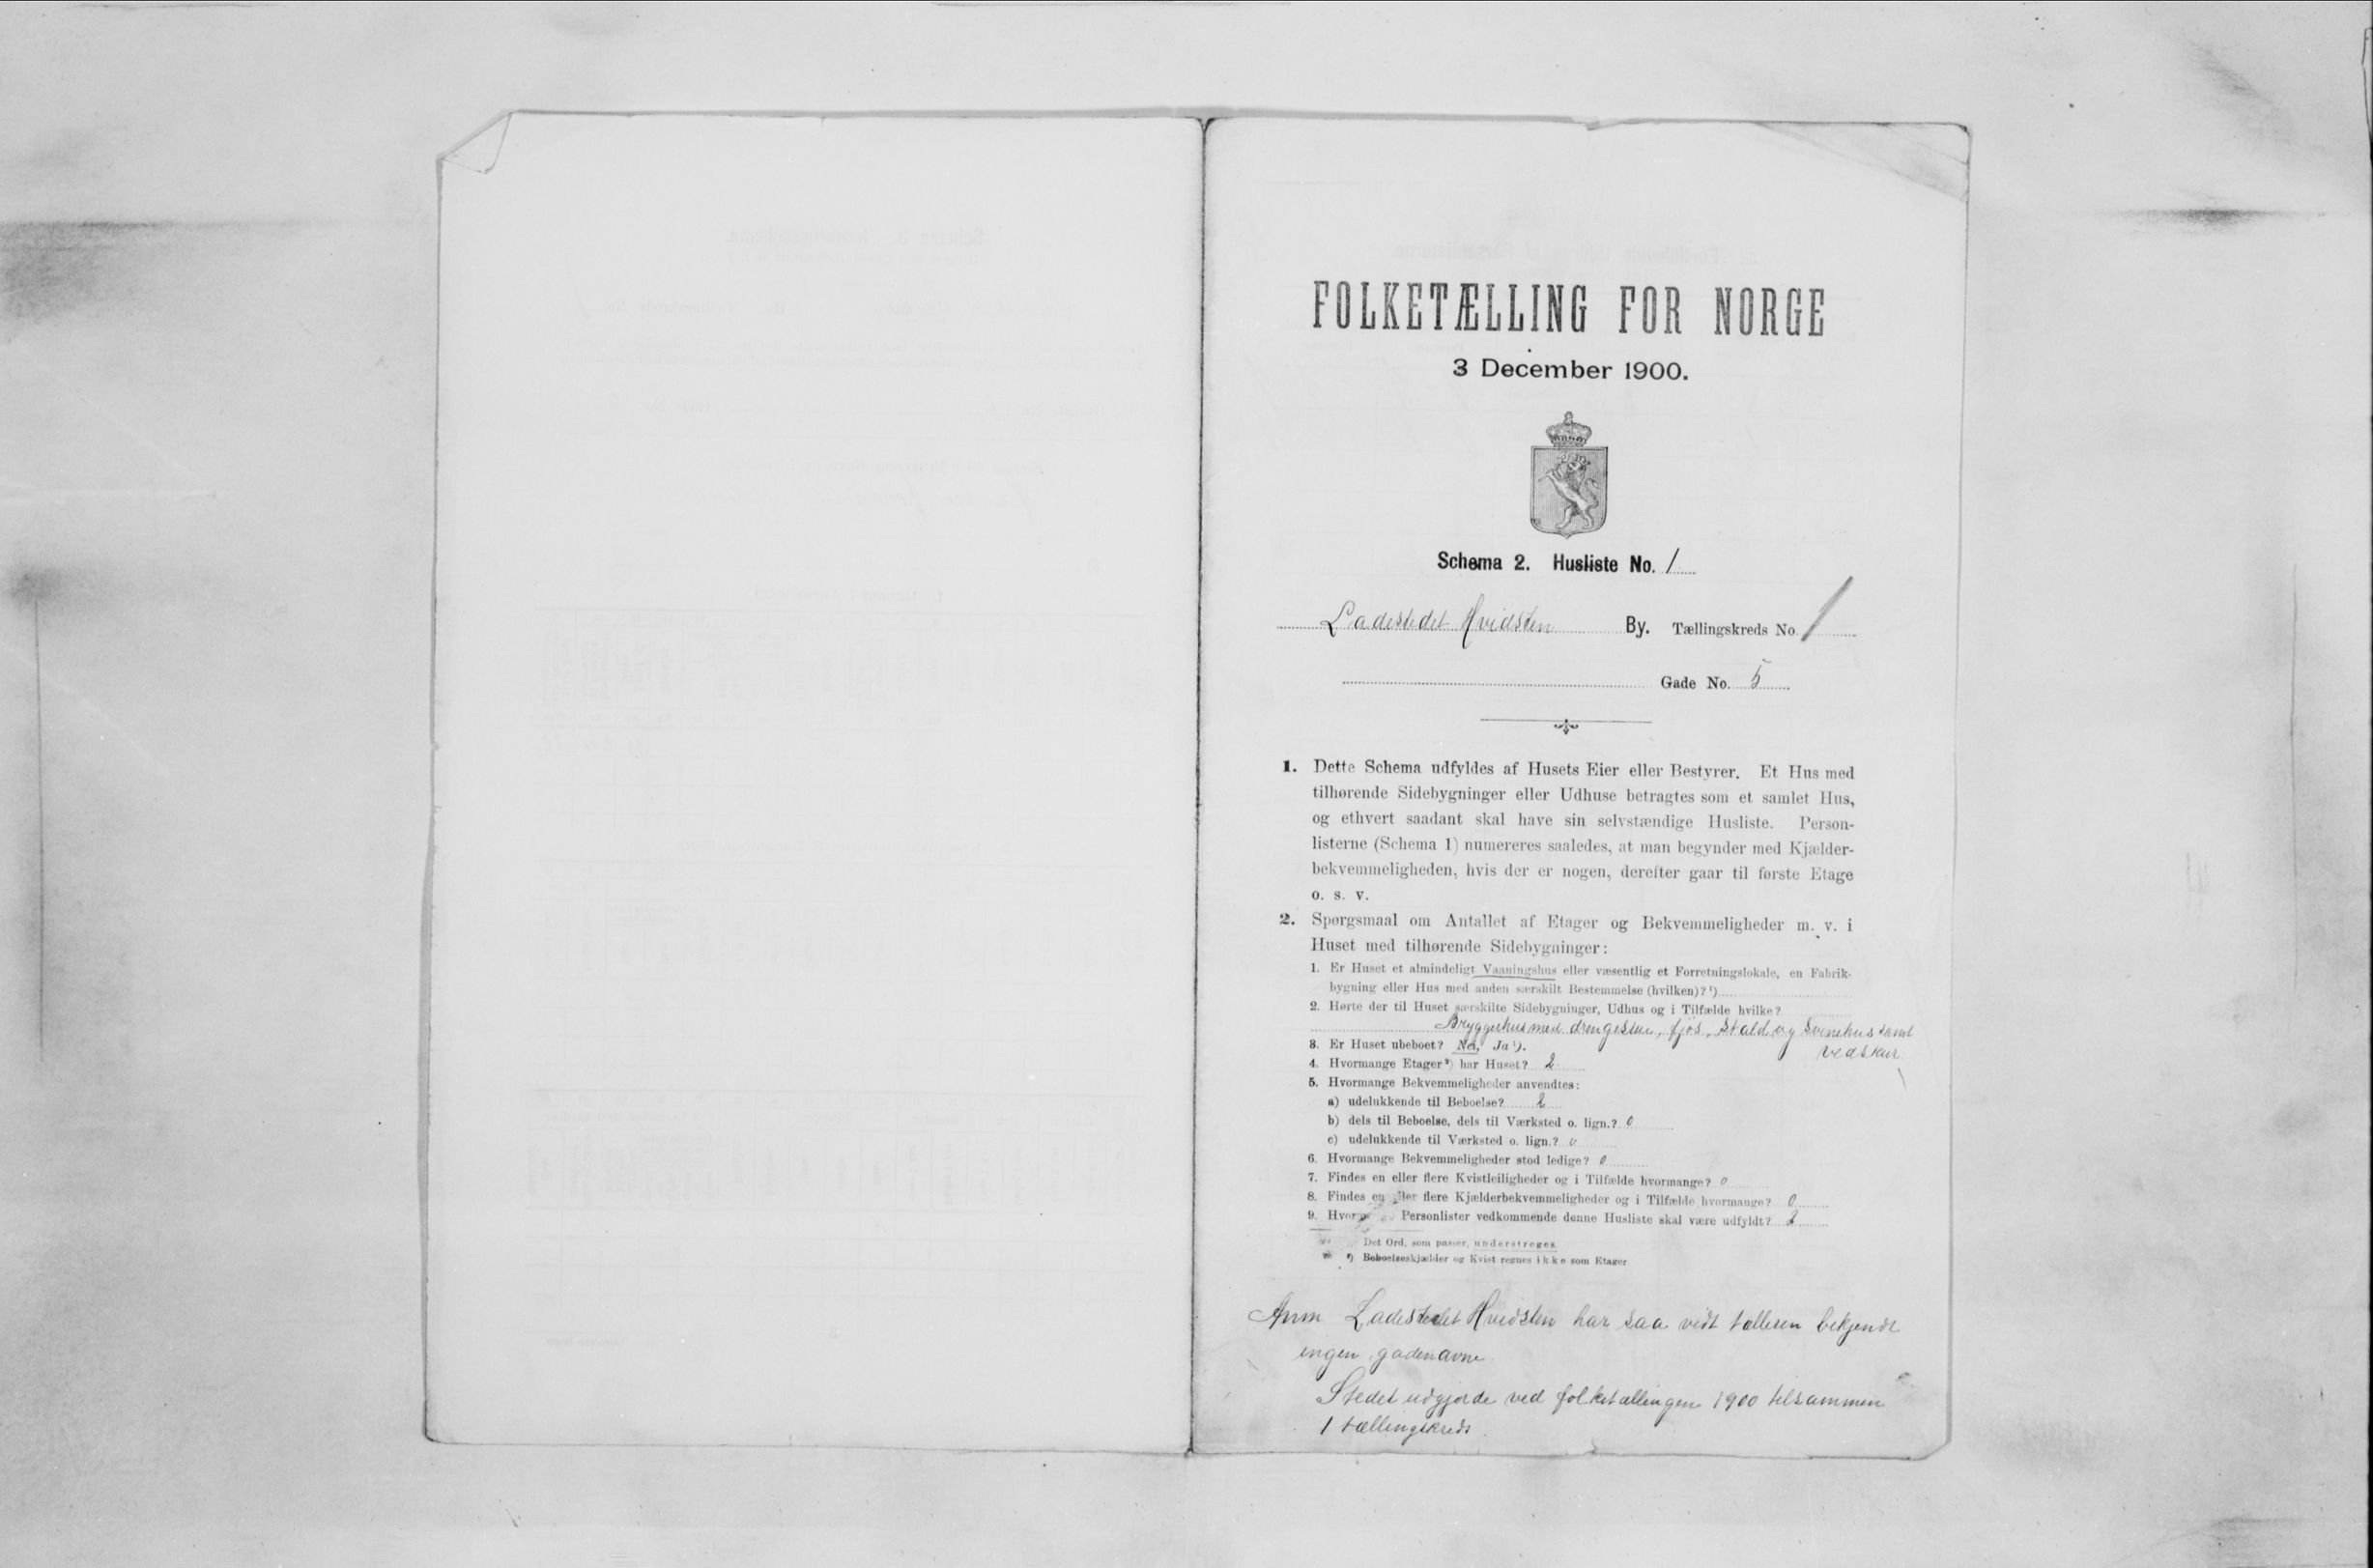 FOLKETÆLLING FOR NORGE
3 December 1900.
Schema 2. Husliste No. 1
Ladestedet Hvidsten By. Tællingskreds No. 1
Gade No. 5
1. Dette Schema udfyldes af Husets Eier eller Bestyrer. Et Hus med
tilhørende Sidebygninger eller Udhuse betragtes som et samlet Hus,
og ethvert saadant skal have sin selvstændige Husliste. Person-
listerne (Schema 1) numereres saaledes, at man begynder med Kjælder-
bekvemmeligheden, hvis der er nogen, derefter gaar til første Etage
o. s. v.
2. Spørgsmaal om Antallet af Etager og Bekvemmeligheder m. v. i
Huset med tilhørende Sidebygninger:
1. Er Huset et almindeligt Vaaningshus eller væsentlig et Forretningslokale, en Fabrik-
bygning eller Hus med anden særskilt Bestemmelse (hvilken)?¹)
2. Hørte der til Huset særskilte Sidebygninger, Udhus og i Tilfælde hvilke?
Bryggerhus med drengestue, fjøs, Stald og Svinehus samt
vedskur
3. Er Huset ubeboet? Nei, Ja¹).
4. Hvormange Etager²) har Huset? 2
5. Hvormange Bekvemmeligheder anvendtes:
a) udelukkende til Beboelse? 2
b) dels til Beboelse, dels til Værksted o. lign.? 0
c) udelukkende til Værksted o. lign.? 0
6. Hvormange Bekvemmeligheder stod ledige? 0
7. Findes en eller flere Kvistleiligheder og i Tilfælde hvormange? 0
8. Findes en eller flere Kjælderbekvemmeligheder og i Tilfælde hvormange? 0
9. Personlister vedkommende denne Husliste skal være udfyldt? 2
Det Ord, som passer, understreges.
²) Beboelseskjælder og Kvist regnes ikke som Etager.
Anm Ladestedet Hvidsten har saa vidt tælleren bekjendt
ingen gadenavne
Stedet udgjorde ved folketællingen 1900 tilsammen
1 tællingskreds